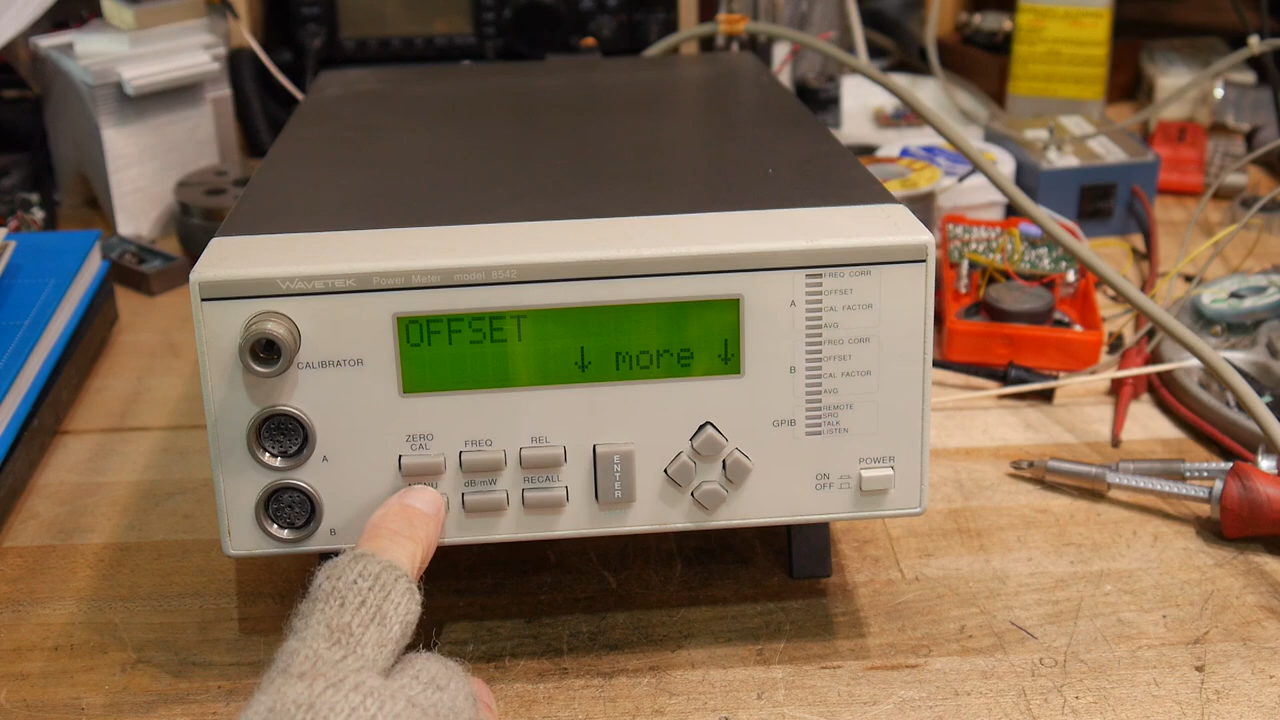 WAVETEK Power Meter model 8542
CALIBRATOR
A
B
OFFSET
↓ more ↓
ZERO CAL
FREQ
REL
MENU
dB/mW
RECALL
ENTER
A
FREQ CORR
OFFSET
CAL FACTOR
AVG
B
FREQ CORR
OFFSET
CAL FACTOR
AVG
GPIB
REMOTE
SRQ
TALK
LISTEN
POWER
ON
OFF